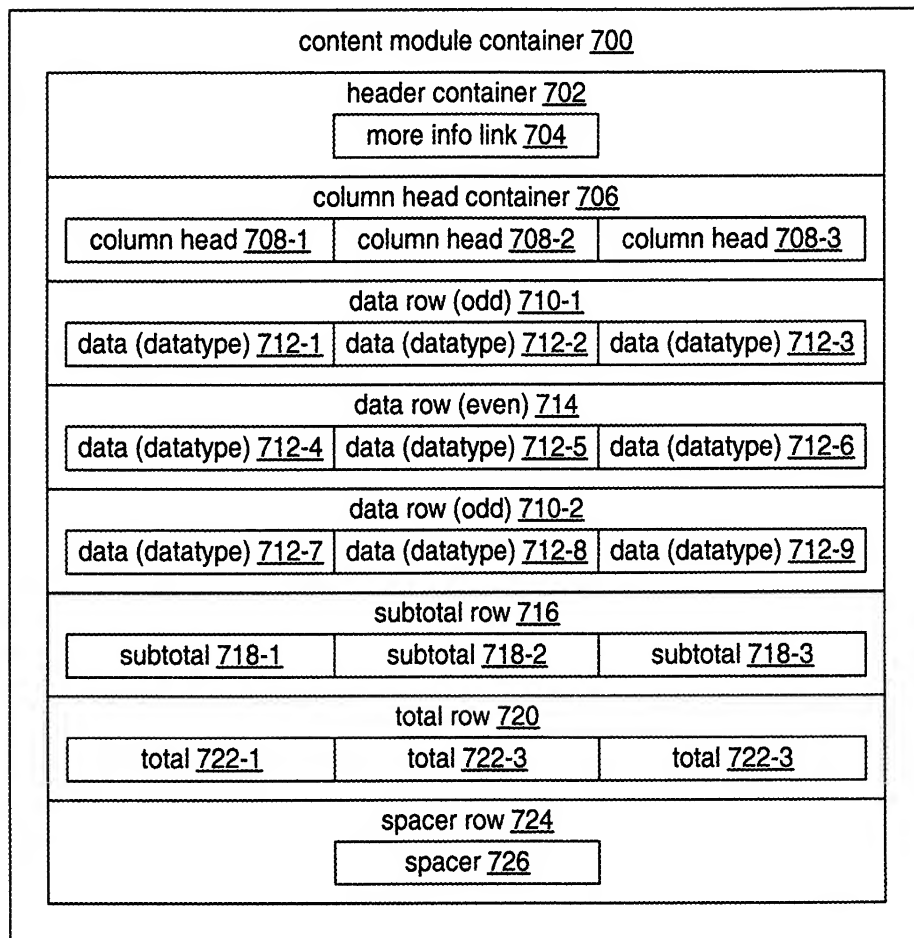 content module container 700
header container 702
more info link 704
column head container 706
column head 708-1 column head 708-2 column head 708-3
data row (odd) 710-1
data (datatype) 712-1 data (datatype) 712-2 data (datatype) 712-3
data row (even) 714
data (datatype) 712-4 data (datatype) 712-5 data (datatype) 712-6
data row (odd) 710-2
data (datatype) 712-7 data (datatype) 712-8 data (datatype) 712-9
subtotal row 716
subtotal 718-1 subtotal 718-2 subtotal 718-3
total row 720
total 722-1 total 722-3 total 722-3
spacer row 724
spacer 726